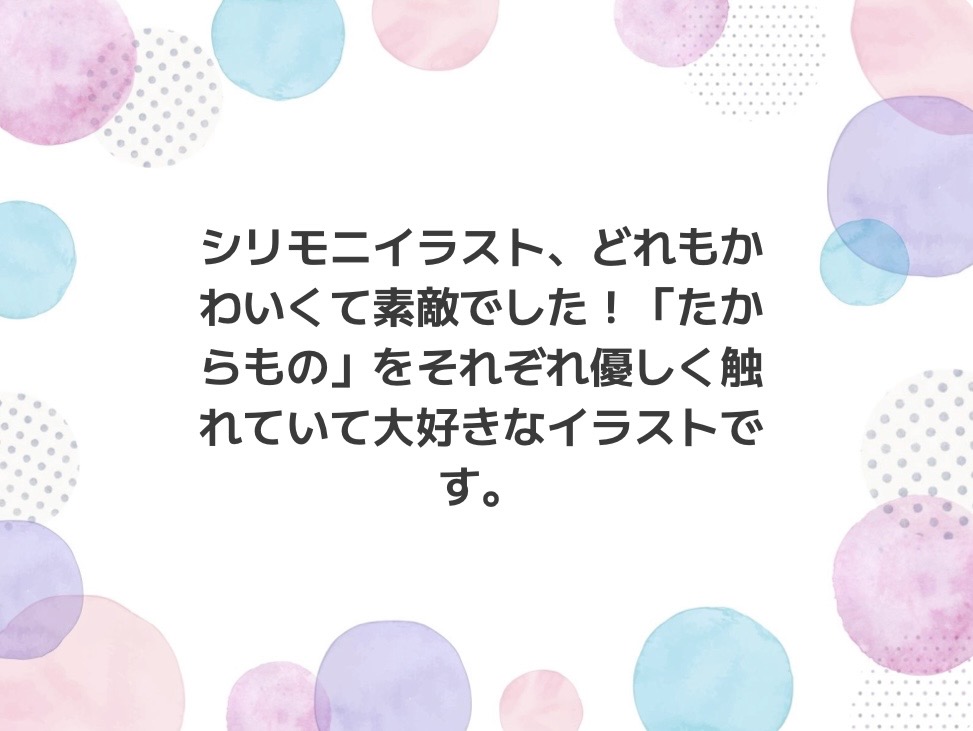 シリモニイラスト、どれもか
わいくて素敵でした！「たか
らもの」をそれぞれ優しく触
れていて大好きなイラストで
す。